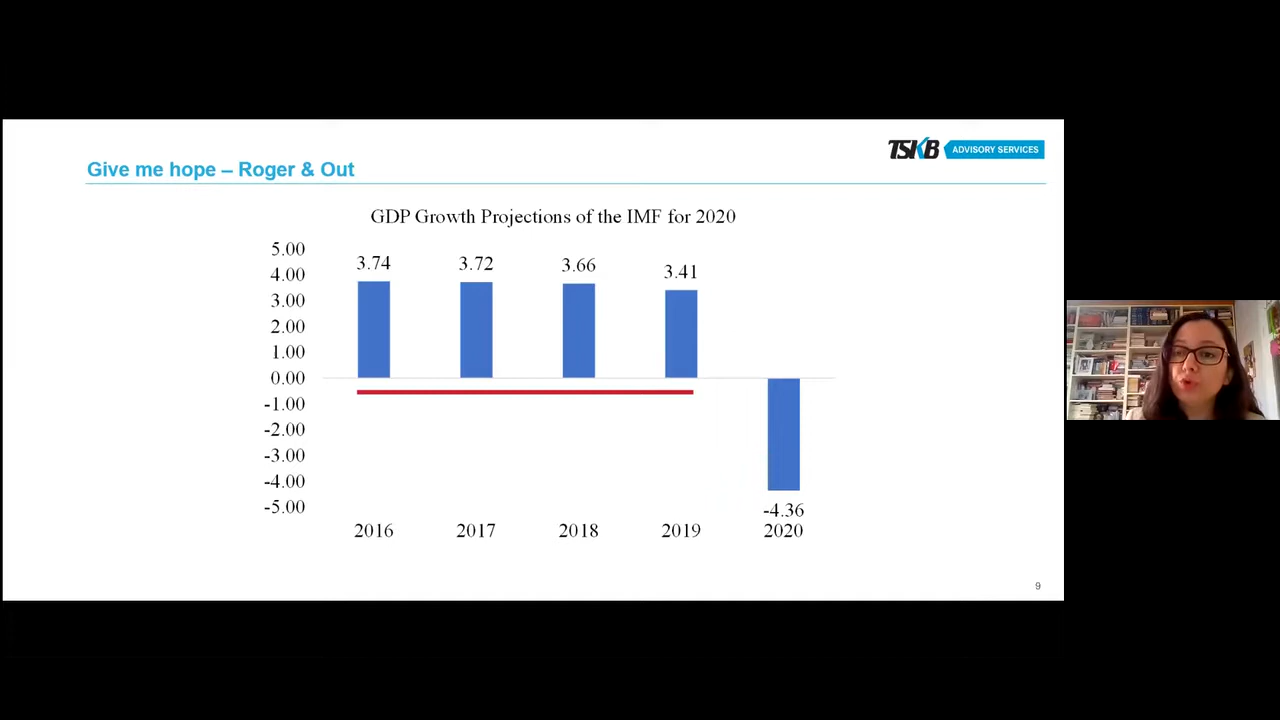 TSKB ADVISORY SERVICES
Give me hope – Roger & Out
GDP Growth Projections of the IMF for 2020
5.00
4.00
3.00
2.00
1.00
0.00
-1.00
-2.00
-3.00
-4.00
-5.00
3.74 3.72 3.66 3.41
-4.36
2016 2017 2018 2019 2020
9